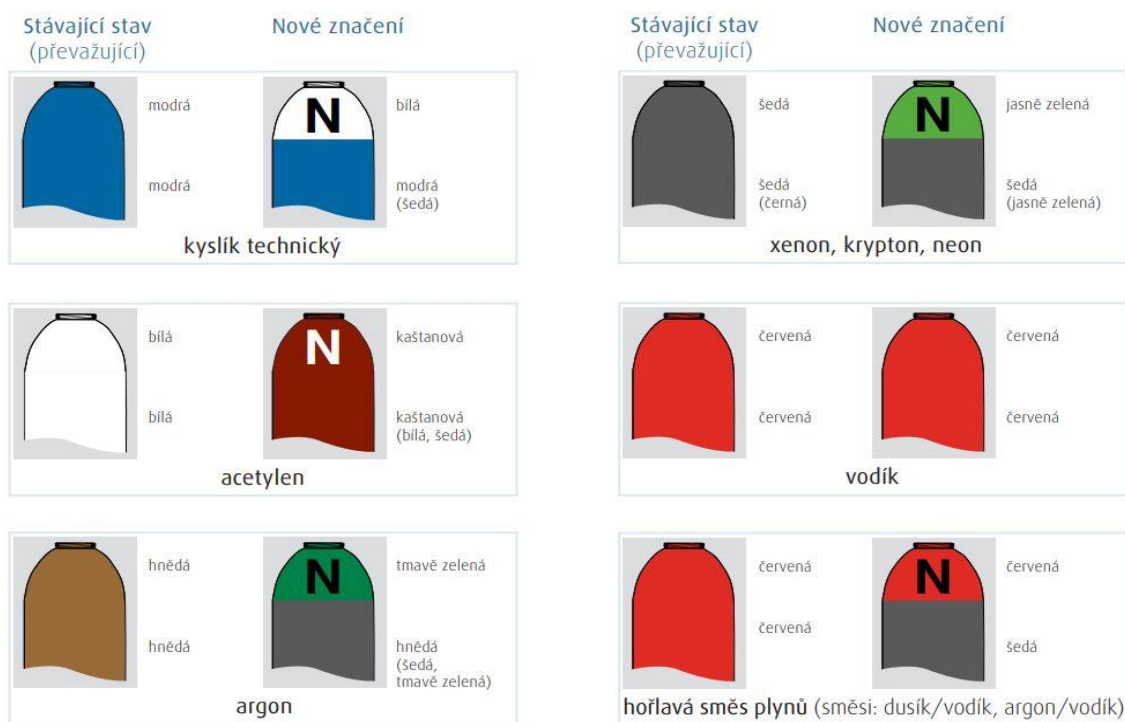 Stávající stav
(převažující)
Nové značení
modrá
modrá
N
bílá
modrá
(šedá)
kyslík technický
bílá
bílá
N
kaštanová
kaštanová
(bílá, šedá)
acetylen
hnědá
hnědá
N
tmavě zelená
hnědá
(šedá,
tmavě zelená)
argon
Stávající stav
(převažující)
Nové značení
šedá
šedá
(černá)
N
jasně zelená
šedá
(jasně zelená)
xenon, krypton, neon
červená
červená
červená
červená
vodík
červená
červená
N
červená
šedá
hořlavá směs plynů (směsi: dusík/vodík, argon/vodík)